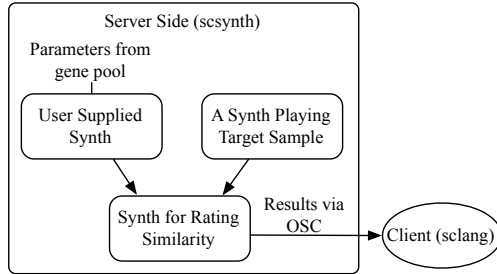 Server Side (scsynth)
Parameters from
gene pool
User Supplied
Synth
A Synth Playing
Target Sample
Synth for Rating
Similarity
Results via
OSC
Client (sclang)